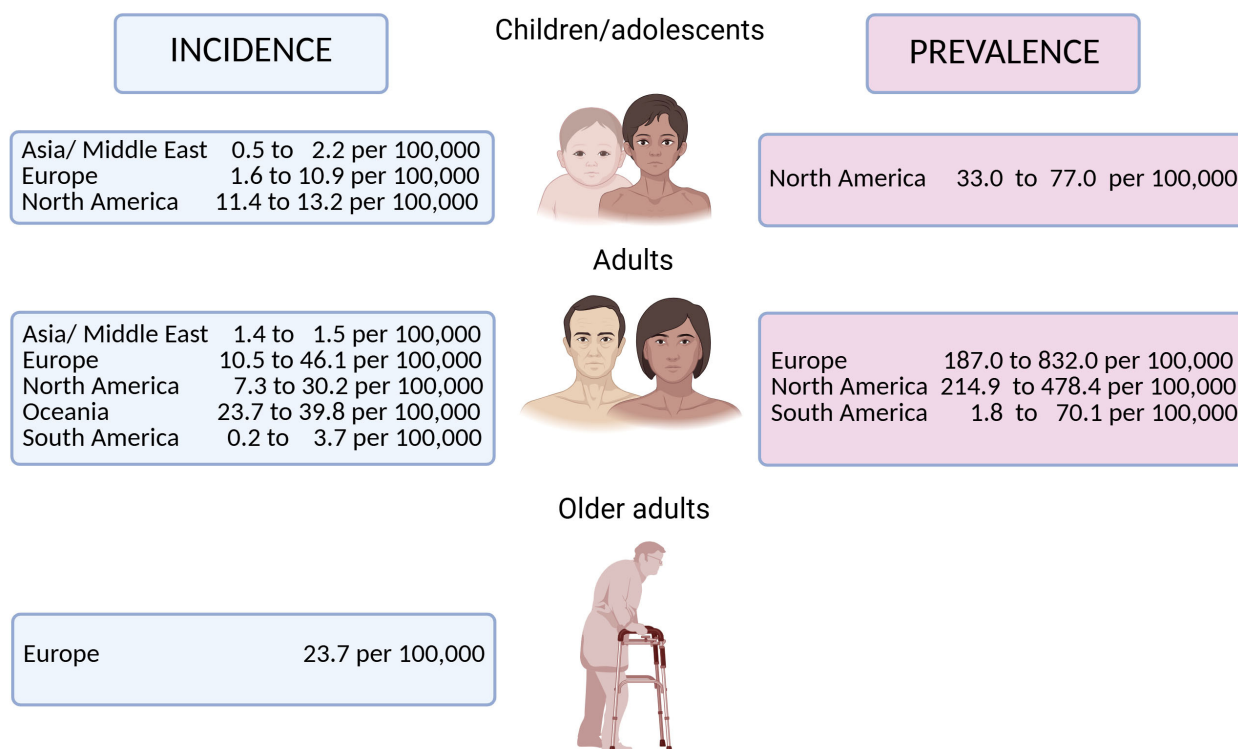 Children/adolescents
INCIDENCE
PREVALENCE
Asia/ Middle East 0.5 to 2.2 per 100,000
Europe 1.6 to 10.9 per 100,000
North America 11.4 to 13.2 per 100,000
North America 33.0 to 77.0 per 100,000
Adults
Asia/ Middle East 1.4 to 1.5 per 100,000
Europe 10.5 to 46.1 per 100,000
North America 7.3 to 30.2 per 100,000
Oceania 23.7 to 39.8 per 100,000
South America 0.2 to 3.7 per 100,000
Europe 187.0 to 832.0 per 100,000
North America 214.9 to 478.4 per 100,000
South America 1.8 to 70.1 per 100,000
Older adults
Europe 23.7 per 100,000